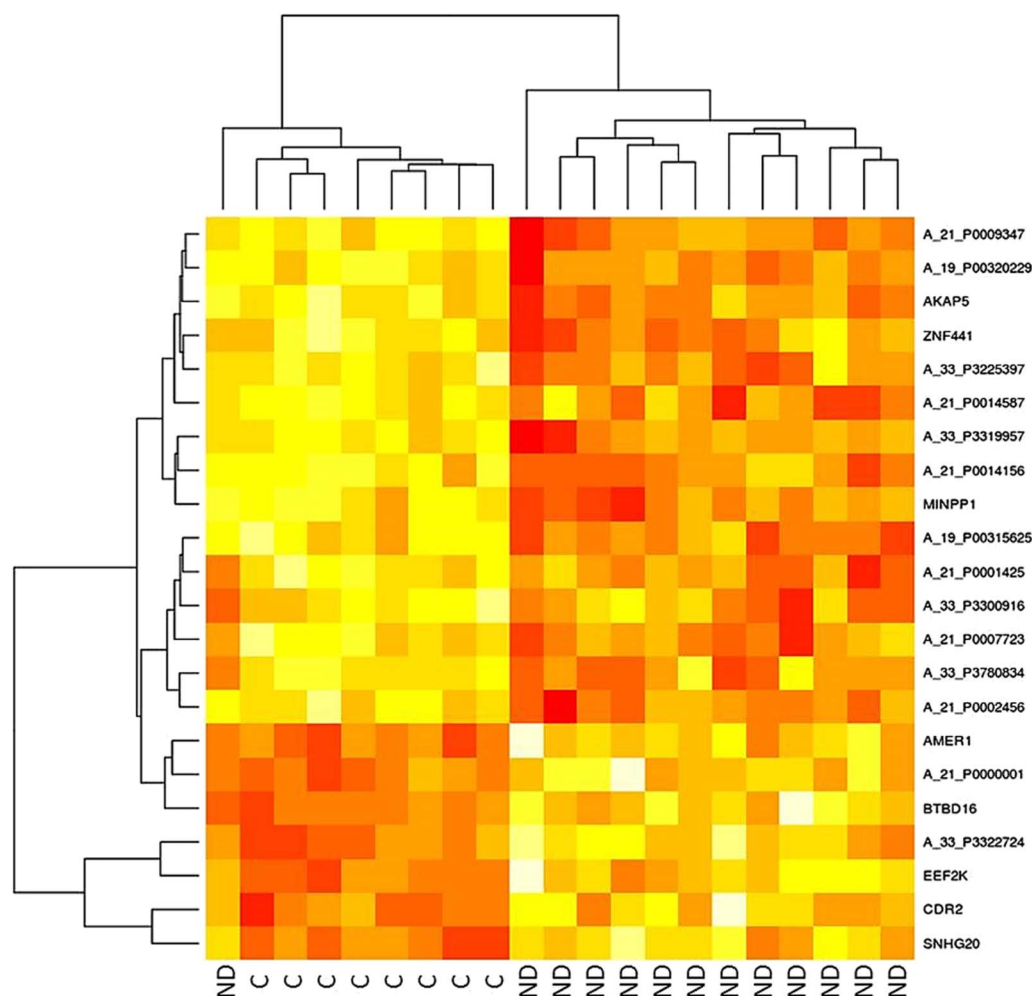 A_21_P0009347
A_19_P00320229
AKAP5
ZNF441
A_33_P3225397
A_21_P0014587
A_33_P3319957
A_21_P0014156
MINPP1
A_19_P00315625
A_21_P0001425
A_33_P3300916
A_21_P0007723
A_33_P3780834
A_21_P0002456
AMER1
A_21_P0000001
BTBD16
A_33_P3322724
EEF2K
CDR2
SNHG20
ND C C C C C C C C ND ND ND ND ND ND ND ND ND ND ND ND